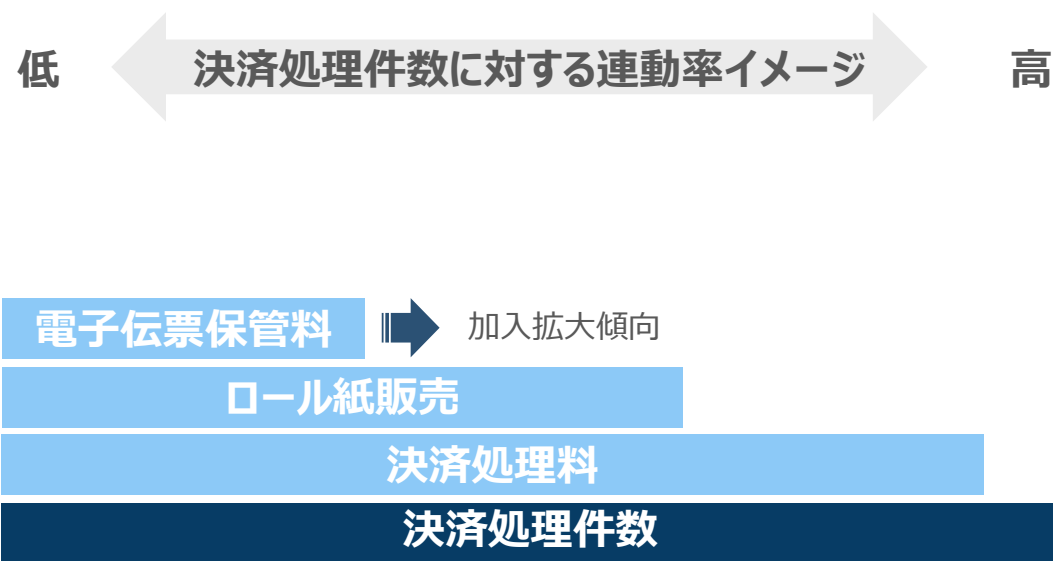 低
決済処理件数に対する連動率イメージ
高
電子伝票保管料
加入拡大傾向
ロール紙販売
決済処理料
決済処理件数